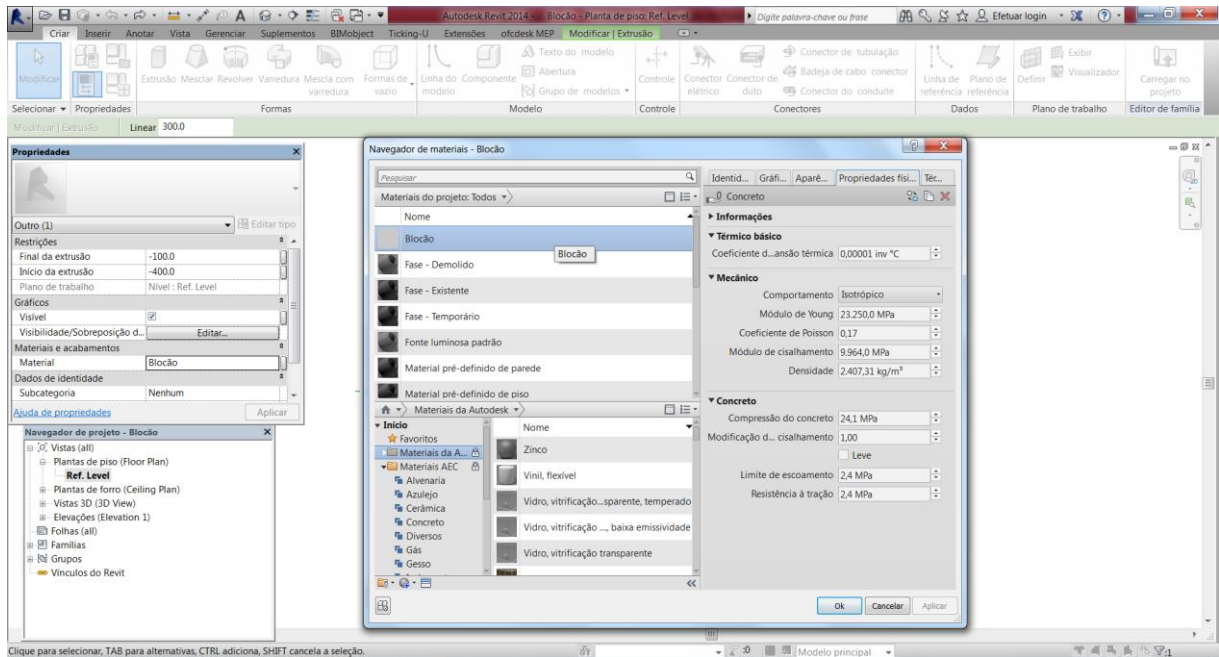 Autodesk Revit 2014 - Blocão - Planta de piso: Ref. Level
Digite palavra-chave ou frase
Efetuar login
Criar Inserir Anotar Vista Gerenciar Suplementos BIMobject Ticking-U Extensões ofcdesk MEP Modificar | Extrusão
Modificar
Extrusão Mesclar Revolver Varredura Mescla com varredura
Formas de vazio
Linha do modelo
Componente
Texto do modelo
Abertura
Grupo de modelos
Controle
Conector elétrico
Conector de duto
Conector de tubulação
Badeja de cabo conector
Conector do conduite
Linha de referência
Plano de referência
Definir
Exibir
Visualizador
Carregar no projeto
Selecionar Propriedades Formas Modelo Controle Conectores Dados Plano de trabalho Editor de família
Modificar | Extrusão Linear 300.0
Propriedades
Outro (1) Editar tipo
Restrições
Final da extrusão -100.0
Início da extrusão -400.0
Plano de trabalho Nível : Ref. Level
Gráficos
Visível
Visibilidade/Sobreposição d... Editar...
Materiais e acabamentos
Material Blocão
Dados de identidade
Subcategoria Nenhum
Ajuda de propriedades Aplicar
Navegador de projeto - Blocão
Vistas (all)
Plantas de piso (Floor Plan)
Ref. Level
Plantas de forro (Ceiling Plan)
Vistas 3D (3D View)
Elevações (Elevation 1)
Folhas (all)
Famílias
Grupos
Vínculos do Revit
Navegador de materiais - Blocão
Pesquisar
Materiais do projeto: Todos
Nome
Blocão
Blocão
Fase - Demolido
Fase - Existente
Fase - Temporário
Fonte luminosa padrão
Material pré-definido de parede
Material pré-definido de piso
Materiais da Autodesk
Início
Favoritos
Materiais da A...
Materiais AEC
Alvenaria
Azulejo
Cerâmica
Concreto
Diversos
Gás
Gesso
Nome
Zinco
Vinil, flexível
Vidro, vitrificação...sparente, temperado
Vidro, vitrificação ..., baixa emissividade
Vidro, vitrificação transparente
Identid... Gráfi... Aparê... Propriedades físi... Tér...
0 Concreto
Informações
Térmico básico
Coeficiente d...ansão térmica 0,00001 inv °C
Mecânico
Comportamento Isotrópico
Módulo de Young 23.250,0 MPa
Coeficiente de Poisson 0,17
Módulo de cisalhamento 9.964,0 MPa
Densidade 2.407,31 kg/m³
Concreto
Compressão do concreto 24,1 MPa
Modificação d... cisalhamento 1,00
Leve
Limite de escoamento 2,4 MPa
Resistência à tração 2,4 MPa
Ok Cancelar Aplicar
Clique para selecionar, TAB para alternativas, CTRL adiciona, SHIFT cancela a seleção.
:0 Modelo principal